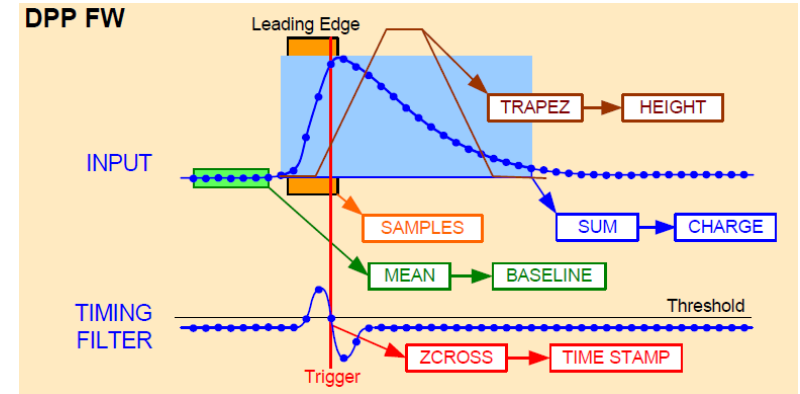 DPP FW
Leading Edge
TRAPEZ
HEIGHT
INPUT
SAMPLES
SUM
CHARGE
MEAN
BASELINE
TIMING
FILTER
Threshold
ZCROSS
TIME STAMP
Trigger